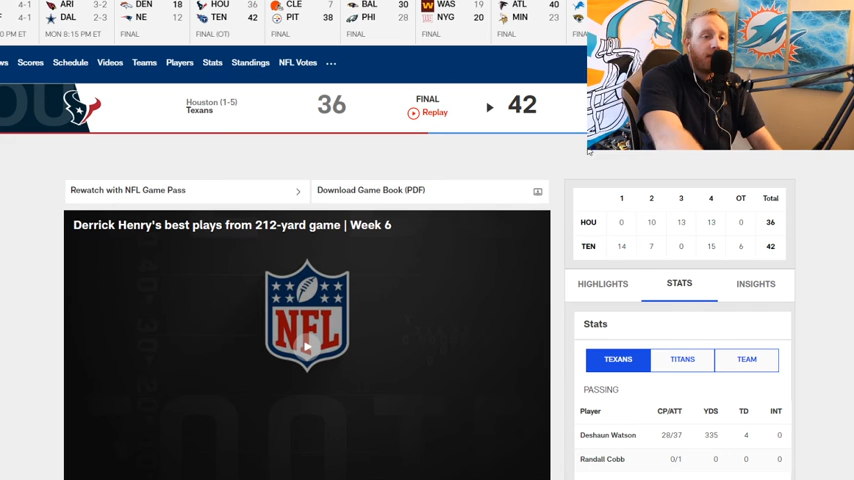 4-1 ARI 3-2 DEN 18 HOU 36 CLE 7 BAL 30 WAS 19 ATL 40
4-1 DAL 2-3 NE 12 TEN 42 PIT 38 PHI 28 NYG 20 MIN 23
0 PM ET MON 8:15 PM ET FINAL FINAL (OT) FINAL FINAL FINAL FINAL FINA
ws Scores Schedule Videos Teams Players Stats Standings NFL Votes ...
Houston (1-5)
Texans
36
FINAL
Replay
42
Rewatch with NFL Game Pass
Download Game Book (PDF)
Derrick Henry's best plays from 212-yard game | Week 6
NFL
1 2 3 4 OT Total
HOU 0 10 13 13 0 36
TEN 14 7 0 15 6 42
HIGHLIGHTS STATS INSIGHTS
Stats
TEXANS TITANS TEAM
PASSING
Player CP/ATT YDS TD INT
Deshaun Watson 28/37 335 4 0
Randall Cobb 0/1 0 0 0